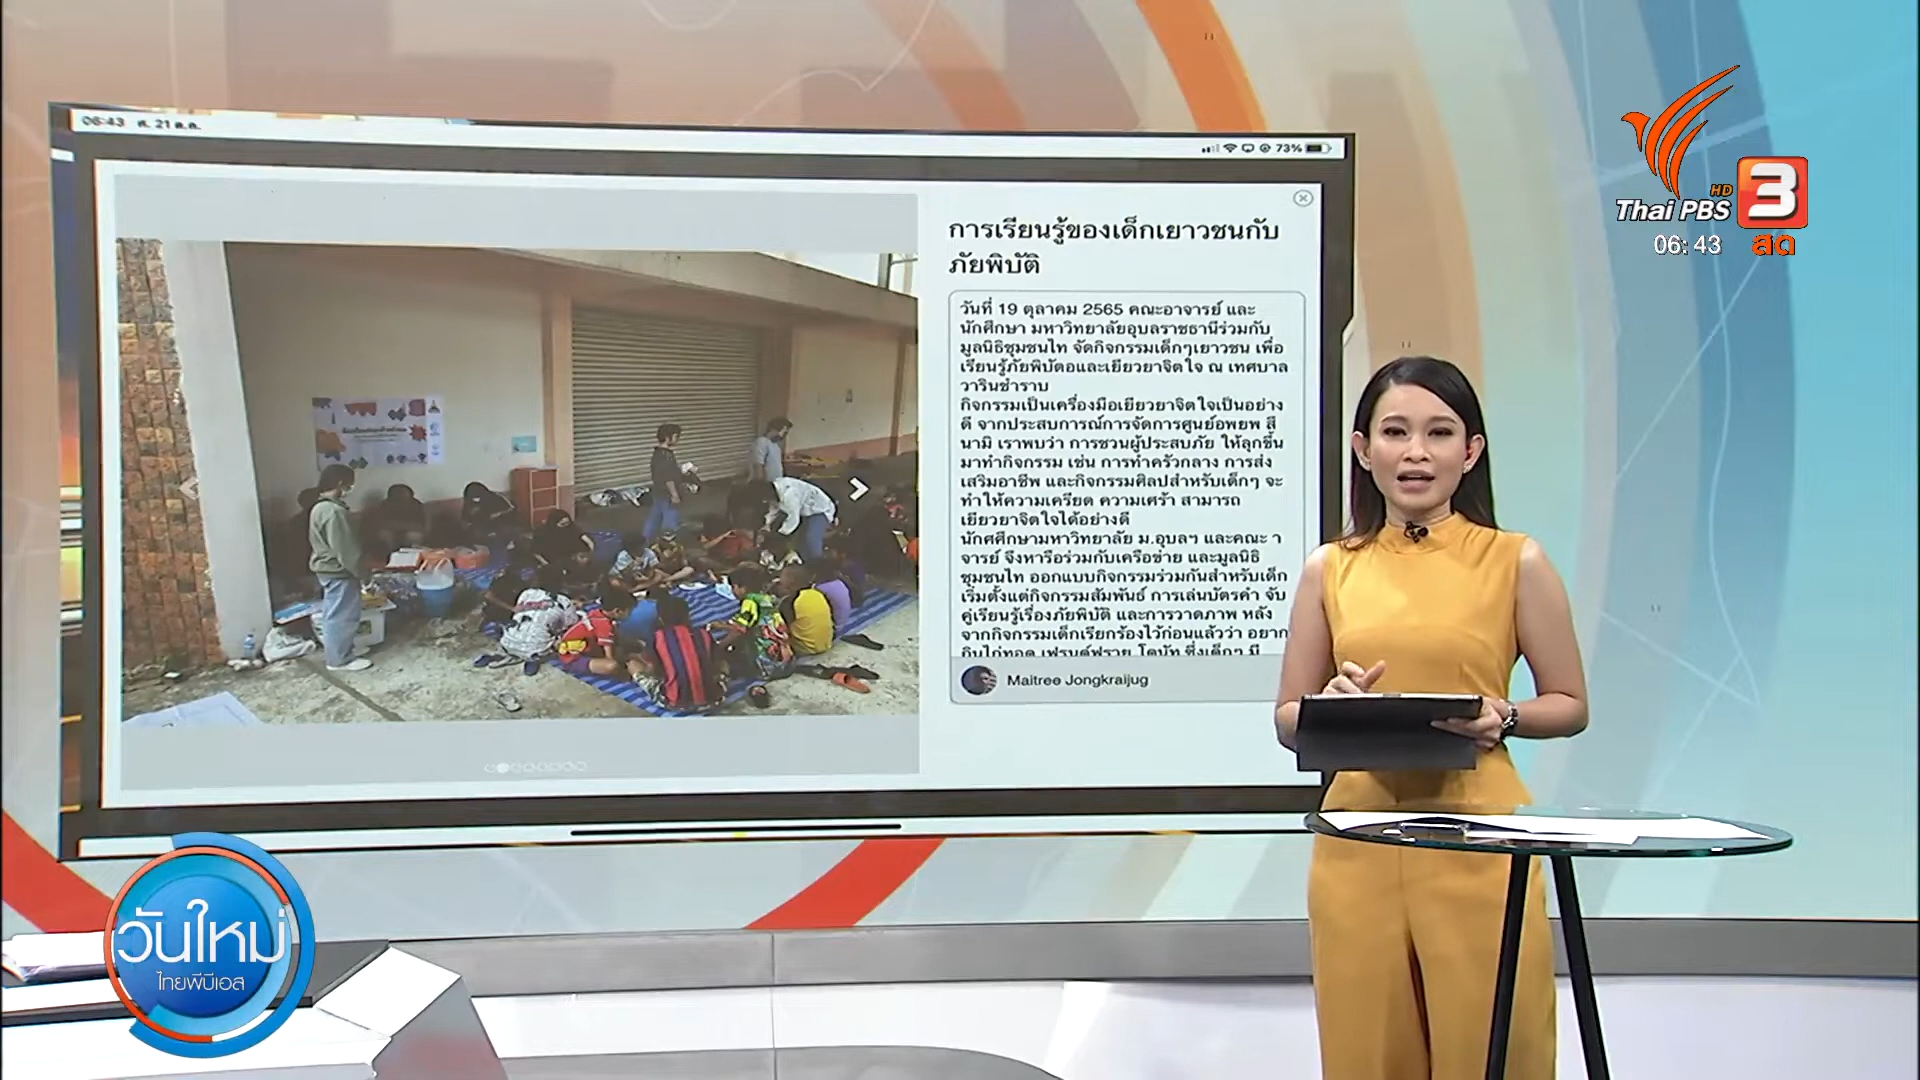 06:43 ศ. 21 ต.ค.
73%
การเรียนรู้ของเด็กเยาวชนกับ
ภัยพิบัติ
วันที่ 19 ตุลาคม 2565 คณะอาจารย์ และ
นักศึกษา มหาวิทยาลัยอุบลราชธานีร่วมกับ
มูลนิธิชุมชนไท จัดกิจกรรมเด็กๆเยาวชน เพื่อ
เรียนรู้ภัยพิบัตอและเยียวยาจิตใจ ณ เทศบาล
วารินชำราบ
กิจกรรมเป็นเครื่องมือเยียวยาจิตใจเป็นอย่าง
ดี จากประสบการณ์การจัดการศูนย์อพยพ สึ
นามิ เราพบว่า การชวนผู้ประสบภัย ให้ลุกขึ้น
มาทำกิจกรรม เช่น การทำครัวกลาง การส่ง
เสริมอาชีพ และกิจกรรมศิลปสำหรับเด็กๆ จะ
ทำให้ความเครียด ความเศร้า สามารถ
เยียวยาจิตใจได้อย่างดี
นักศศึกษามหาวิทยาลัย ม.อุบลฯ และคณะ า
จารย์ จึงหารือร่วมกับเครือข่าย และมูลนิธิ
ชุมชนไท ออกแบบกิจกรรมร่วมกันสำหรับเด็ก
เริ่มตั้งแต่กิจกรรมสัมพันธ์ การเล่นบัตรคำ จับ
คู่เรียนรู้เรื่องภัยพิบัติ และการวาดภาพ หลัง
จากกิจกรรมเด็กเรียกร้องไว้ก่อนแล้วว่า อยาก
กินไก่ทอด เฟรนด์ฟราย โดนัท ซึ่งเด็กๆ มี
Maitree Jongkraijug
Thai PBS HD 3
06:43 สด
วันใหม่
ไทยพีบีเอส